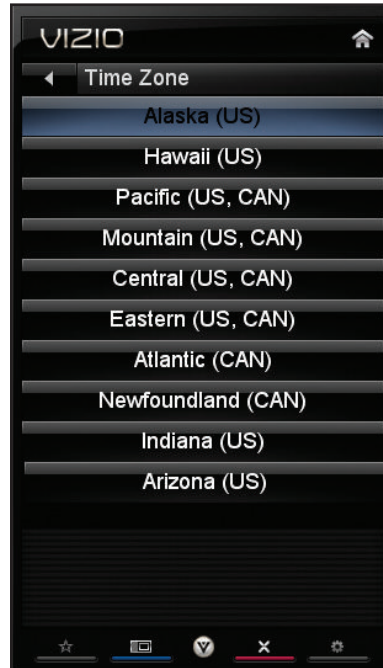 VIZIO
Time Zone
Alaska (US)
Hawaii (US)
Pacific (US, CAN)
Mountain (US, CAN)
Central (US, CAN)
Eastern (US, CAN)
Atlantic (CAN)
Newfoundland (CAN)
Indiana (US)
Arizona (US)
V